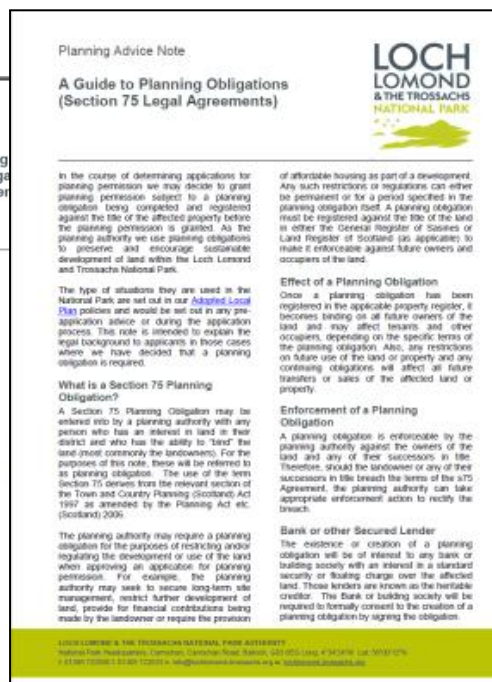 Planning Advice Note
A Guide to Planning Obligations
(Section 75 Legal Agreements)
LOCH
LOMOND
& THE TROSSACHS
NATIONAL PARK
In the course of determining applications for
planning permission we may decide to grant
planning permission subject to a planning
obligation being completed and registered
against the title of the affected property before
the planning permission is granted. As the
planning authority we use planning obligations
to preserve and encourage sustainable
development of land within the Loch Lomond
and Trossachs National Park.
The type of situations they are used in the
National Park are set out in our Adopted Local
Plan policies and would be set out in any pre-
application advice or during the application
process. This note is intended to explain the
legal background to applicants in those cases
where we have decided that a planning
obligation is required.
What is a Section 75 Planning
Obligation?
A Section 75 Planning Obligation may be
entered into by a planning authority with any
person who has an interest in land in their
district and who has the ability to "bind" the
land (most commonly the landowners). For the
purposes of this note, these will be referred to
as planning obligation. The use of the term
Section 75 derives from the relevant section of
the Town and Country Planning (Scotland) Act
1997 as amended by the Planning Act etc.
(Scotland) 2006.
The planning authority may require a planning
obligation for the purposes of restricting and/or
regulating the development or use of the land
when approving an application for planning
permission. For example, the planning
authority may seek to secure long-term site
management, restrict further development of
land, provide for financial contributions being
made by the landowner or require the provision
of affordable housing as part of a development.
Any such restrictions or regulations can either
be permanent or for a period specified in the
planning obligation itself. A planning obligation
must be registered against the title of the land
in either the General Register of Sasines or
Land Register of Scotland (as applicable) to
make it enforceable against future owners and
occupiers of the land.
Effect of a Planning Obligation
Once a planning obligation has been
registered in the applicable property register, it
becomes binding on all future owners of the
land and may affect tenants and other
occupiers, depending on the specific terms of
the planning obligation. Also, any restrictions
on future use of the land or property and any
continuing obligations will affect all future
transfers or sales of the affected land or
property.
Enforcement of a Planning
Obligation
A planning obligation is enforceable by the
planning authority against the owners of the
land and any of their successors in title.
Therefore, should the landowner or any of their
successors in title breach the terms of the s75
Agreement, the planning authority can take
appropriate enforcement action to rectify the
breach.
Bank or other Secured Lender
The existence or creation of a planning
obligation will be of interest to any bank or
building society with an interest in a standard
security or floating charge over the affected
land. Those lenders are known as the heritable
creditor. The Bank or building society will be
required to formally consent to the creation of a
planning obligation by signing the obligation.
LOCH LOMOND & THE TROSSACHS NATIONAL PARK AUTHORITY
National Park Headquarters, Carrochan, Carrochan Road, Balloch, G83 8EG